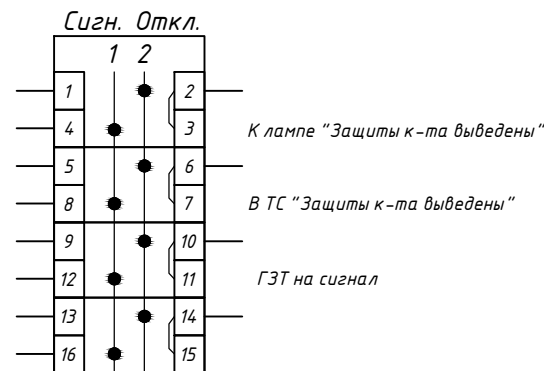 Сигн. Откл.
1 2
1 2
4 3 К лампе "Защиты к-та выведены"
5 6
8 7 В ТС "Защиты к-та выведены"
9 10
12 11 ГЗТ на сигнал
13 14
16 15